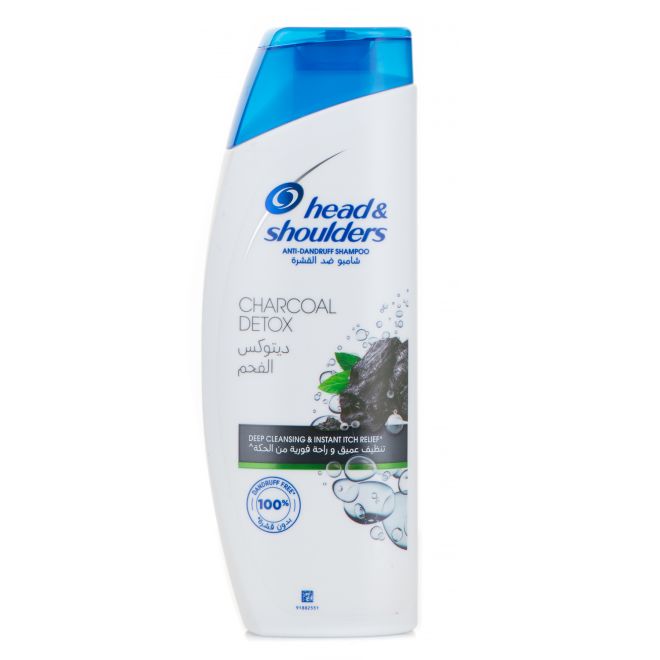 head &
shoulders
ANTI-DANDRUFF SHAMPOO
شامبو ضد القشرة
CHARCOAL
DETOX
ديتوكس
الفحم
DEEP CLEANSING & INSTANT ITCH RELIEF^
تنظيف عميق و راحة فورية من الحكة^
DANDRUFF FREE*
100%
بدون قشرة*
91882551